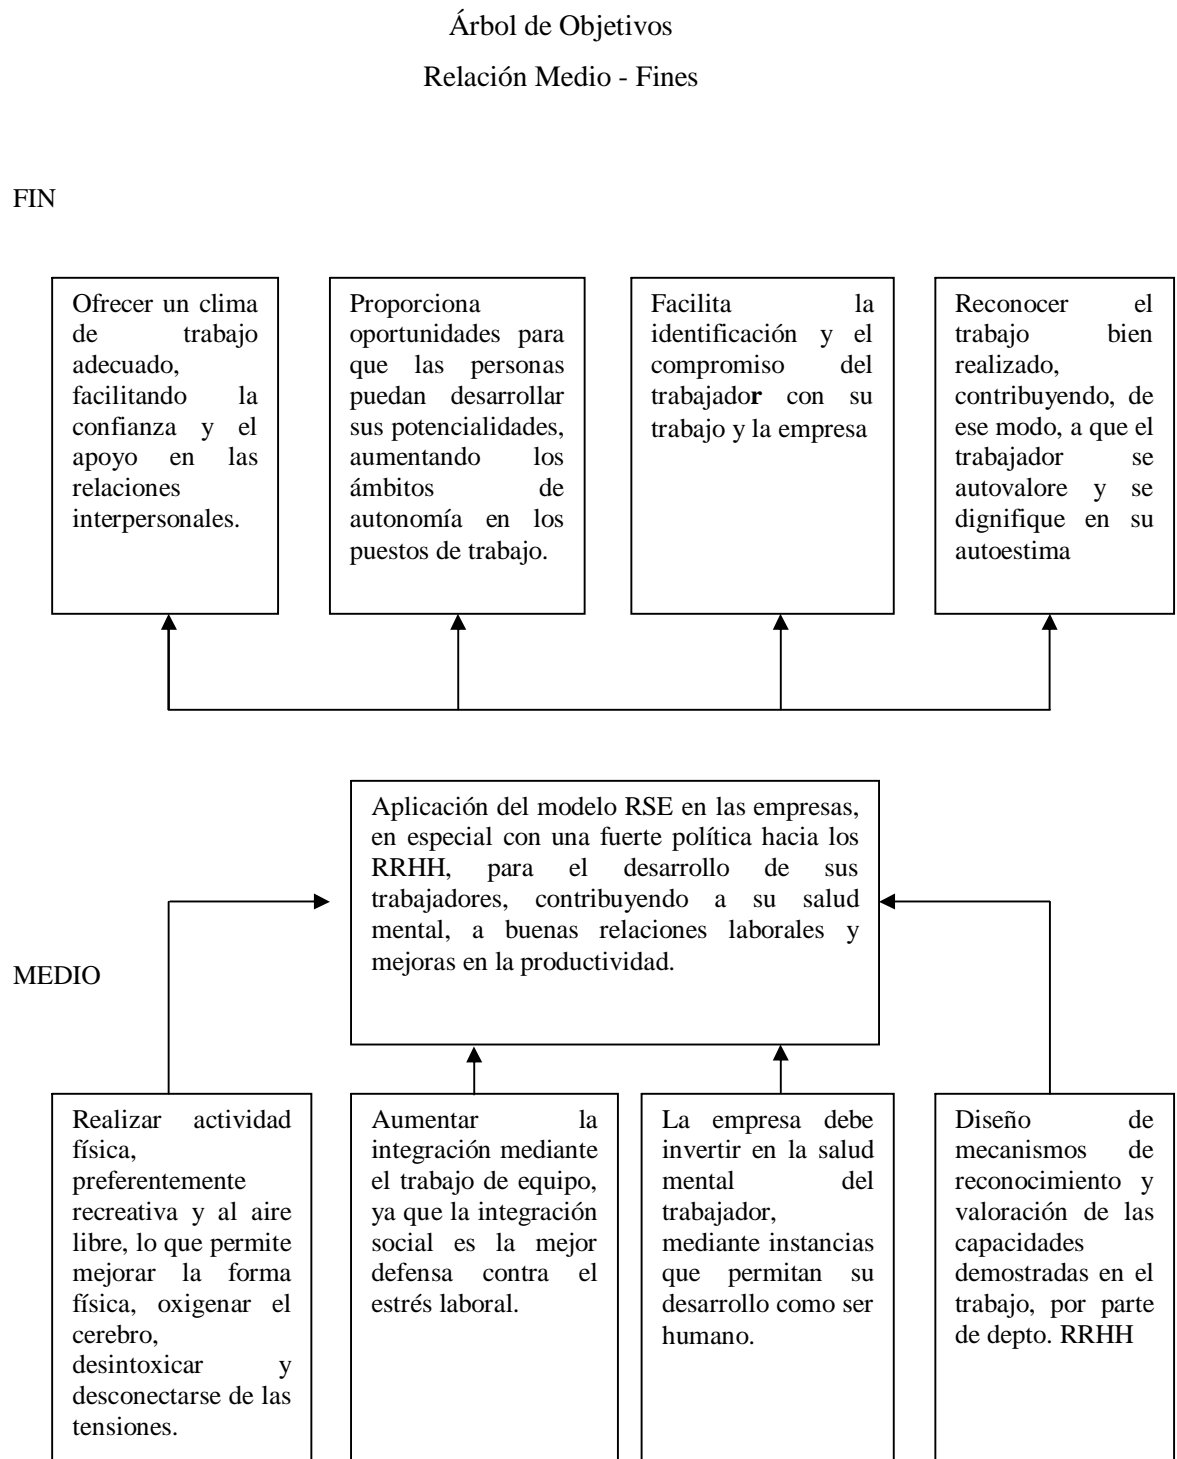 Árbol de Objetivos
Relación Medio - Fines
FIN
Ofrecer un clima
de trabajo
adecuado,
facilitando la
confianza y el
apoyo en las
relaciones
interpersonales.
Proporciona
oportunidades para
que las personas
puedan desarrollar
sus potencialidades,
aumentando los
ámbitos de
autonomía en los
puestos de trabajo.
Facilita la
identificación y el
compromiso del
trabajador con su
trabajo y la empresa
Reconocer el
trabajo bien
realizado,
contribuyendo, de
ese modo, a que el
trabajador se
autovalore y se
dignifique en su
autoestima
Aplicación del modelo RSE en las empresas,
en especial con una fuerte política hacia los
RRHH, para el desarrollo de sus
trabajadores, contribuyendo a su salud
mental, a buenas relaciones laborales y
mejoras en la productividad.
MEDIO
Realizar actividad
física,
preferentemente
recreativa y al aire
libre, lo que permite
mejorar la forma
física, oxigenar el
cerebro,
desintoxicar y
desconectarse de las
tensiones.
Aumentar la
integración mediante
el trabajo de equipo,
ya que la integración
social es la mejor
defensa contra el
estrés laboral.
La empresa debe
invertir en la salud
mental del
trabajador,
mediante instancias
que permitan su
desarrollo como ser
humano.
Diseño de
mecanismos de
reconocimiento y
valoración de las
capacidades
demostradas en el
trabajo, por parte
de depto. RRHH